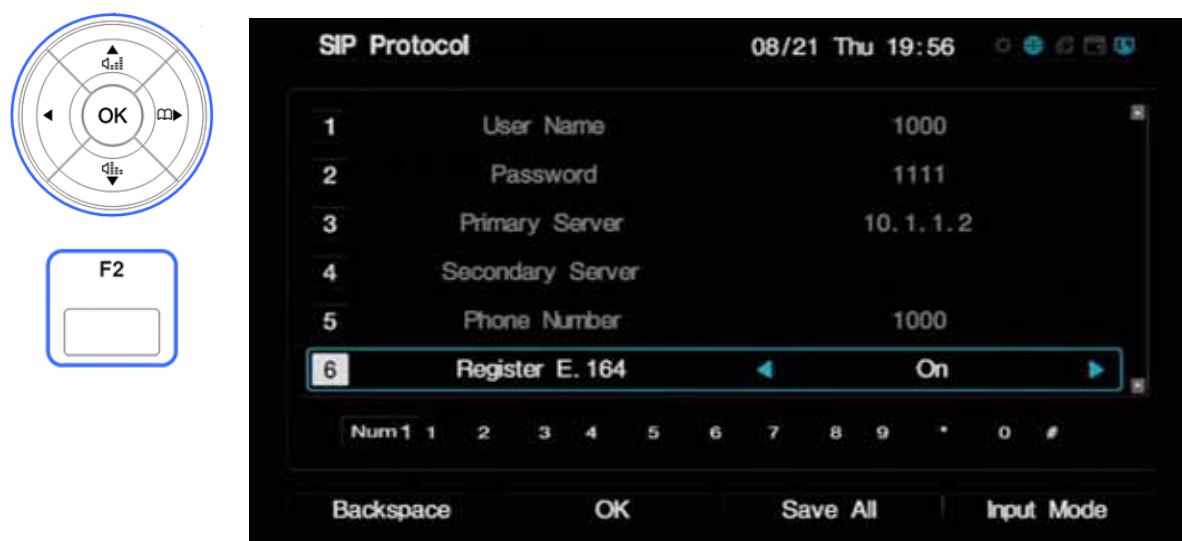 OK
F2
SIP Protocol 08/21 Thu 19:56
1 User Name 1000
2 Password 1111
3 Primary Server 10.1.1.2
4 Secondary Server
5 Phone Number 1000
6 Register E.164 On
Num1 1 2 3 4 5 6 7 8 9 * 0 #
Backspace OK Save All Input Mode